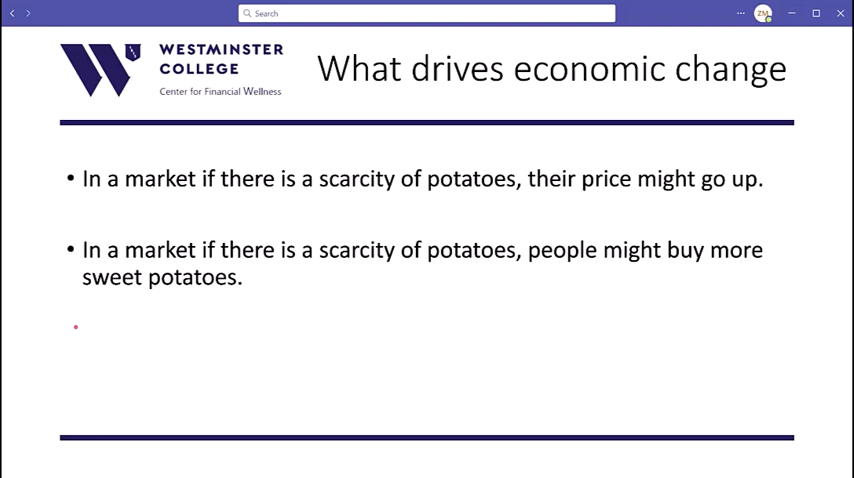 Search
ZM
WESTMINSTER
COLLEGE
Center for Financial Wellness
What drives economic change
• In a market if there is a scarcity of potatoes, their price might go up.
• In a market if there is a scarcity of potatoes, people might buy more
sweet potatoes.